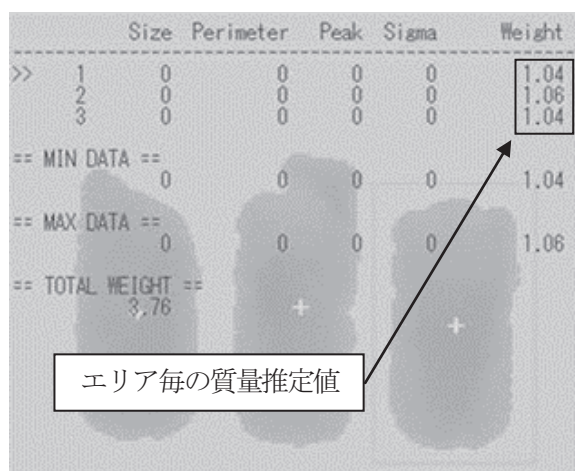 Size Perimeter Peak Sigma Weight
>> 1 0 0 0 0 1.04
2 0 0 0 0 1.06
3 0 0 0 0 1.04
== MIN DATA ==
0 0 0 0 1.04
== MAX DATA ==
0 0 0 0 1.06
== TOTAL WEIGHT ==
3.76
エリア毎の質量推定値